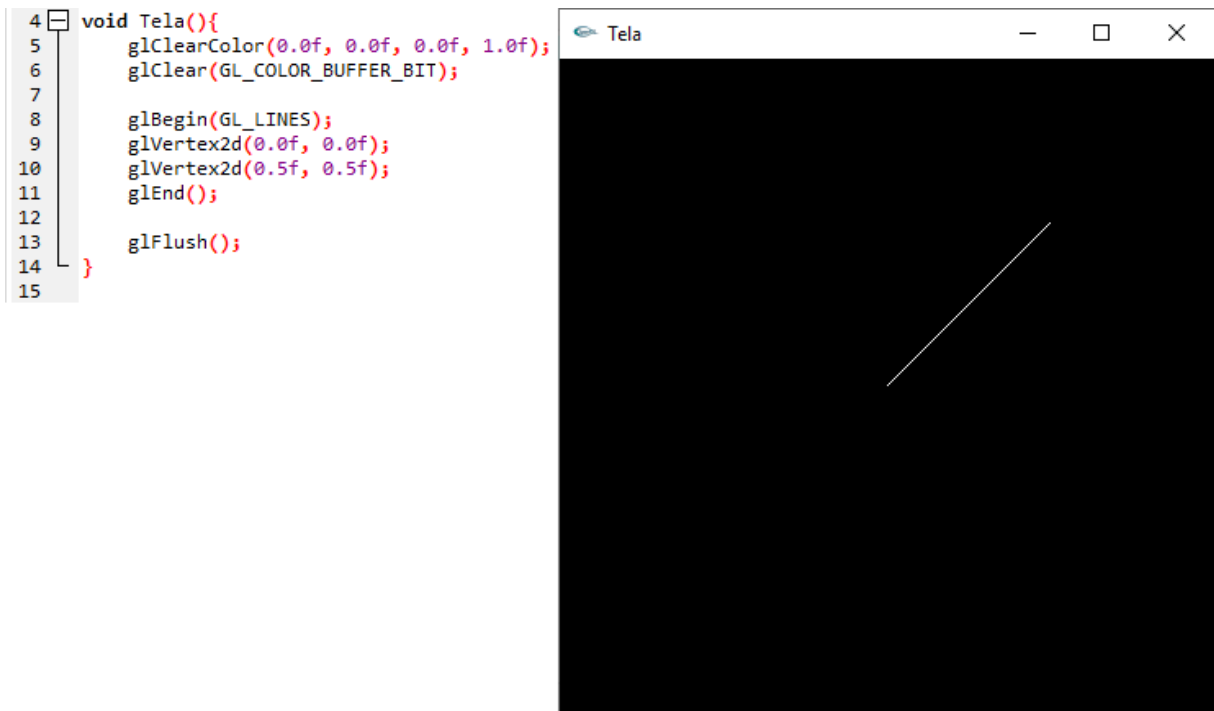 4 void Tela(){
5 glClearColor(0.0f, 0.0f, 0.0f, 1.0f);
6 glClear(GL_COLOR_BUFFER_BIT);
7
8 glBegin(GL_LINES);
9 glVertex2d(0.0f, 0.0f);
10 glVertex2d(0.5f, 0.5f);
11 glEnd();
12
13 glFlush();
14 }
15
Tela